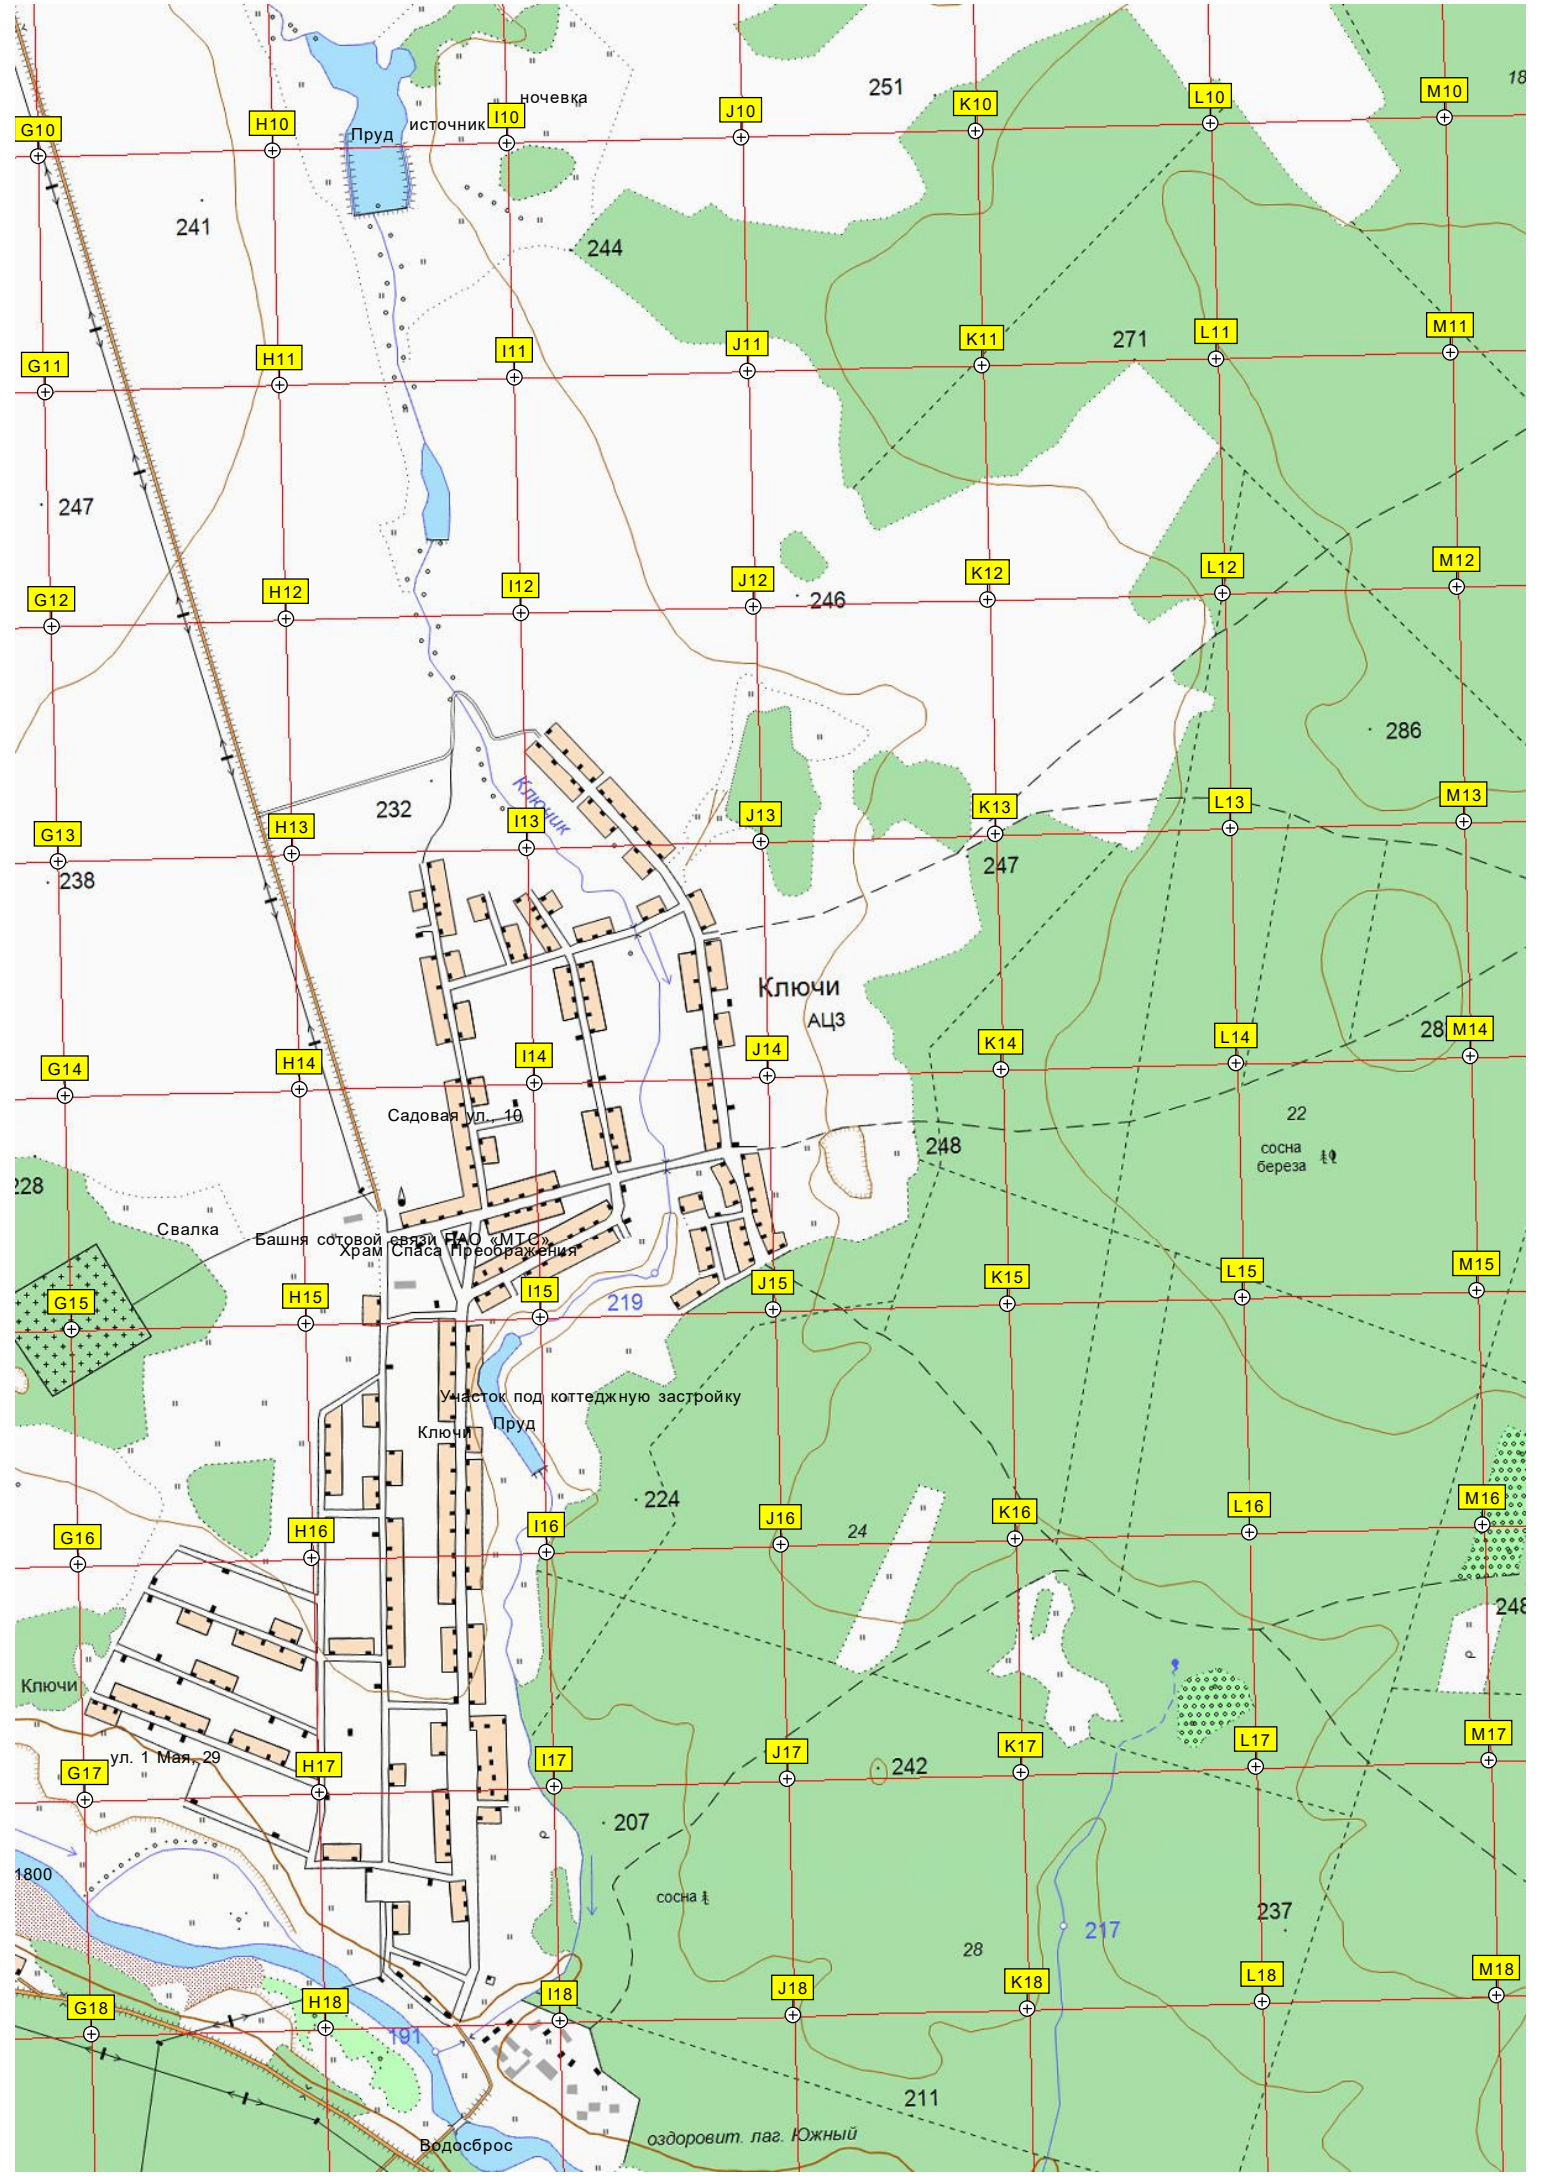 18
M10
L10
251
ночевка
K10
J10
I10
H10
G10
источник
Пруд
241
244
M11
L11
271
K11
J11
I11
H11
G11
247
M12
L12
K12
J12
I12
H12
G12
246
286
M13
L13
K13
J13
I13
H13
G13
Ключик
232
247
238
Ключи
АЦЗ
M14
L14
K14
J14
I14
H14
G14
28
Садовая ул., 10
22
248
сосна
береза
228
Свалка
Башня сотовой связи ПАО «МТС»
Храм Спаса Преображения
M15
L15
K15
J15
I15
H15
G15
219
Участок под коттеджную застройку
Пруд
Ключи
224
M16
L16
K16
J16
I16
H16
G16
24
248
ρ
Ключи
M17
L17
K17
J17
I17
H17
G17
ул. 1 Мая, 29
242
207
ρ
1800
сосна
237
217
28
M18
L18
K18
J18
I18
H18
G18
191
211
оздоровит. лаг. Южный
Водосброс